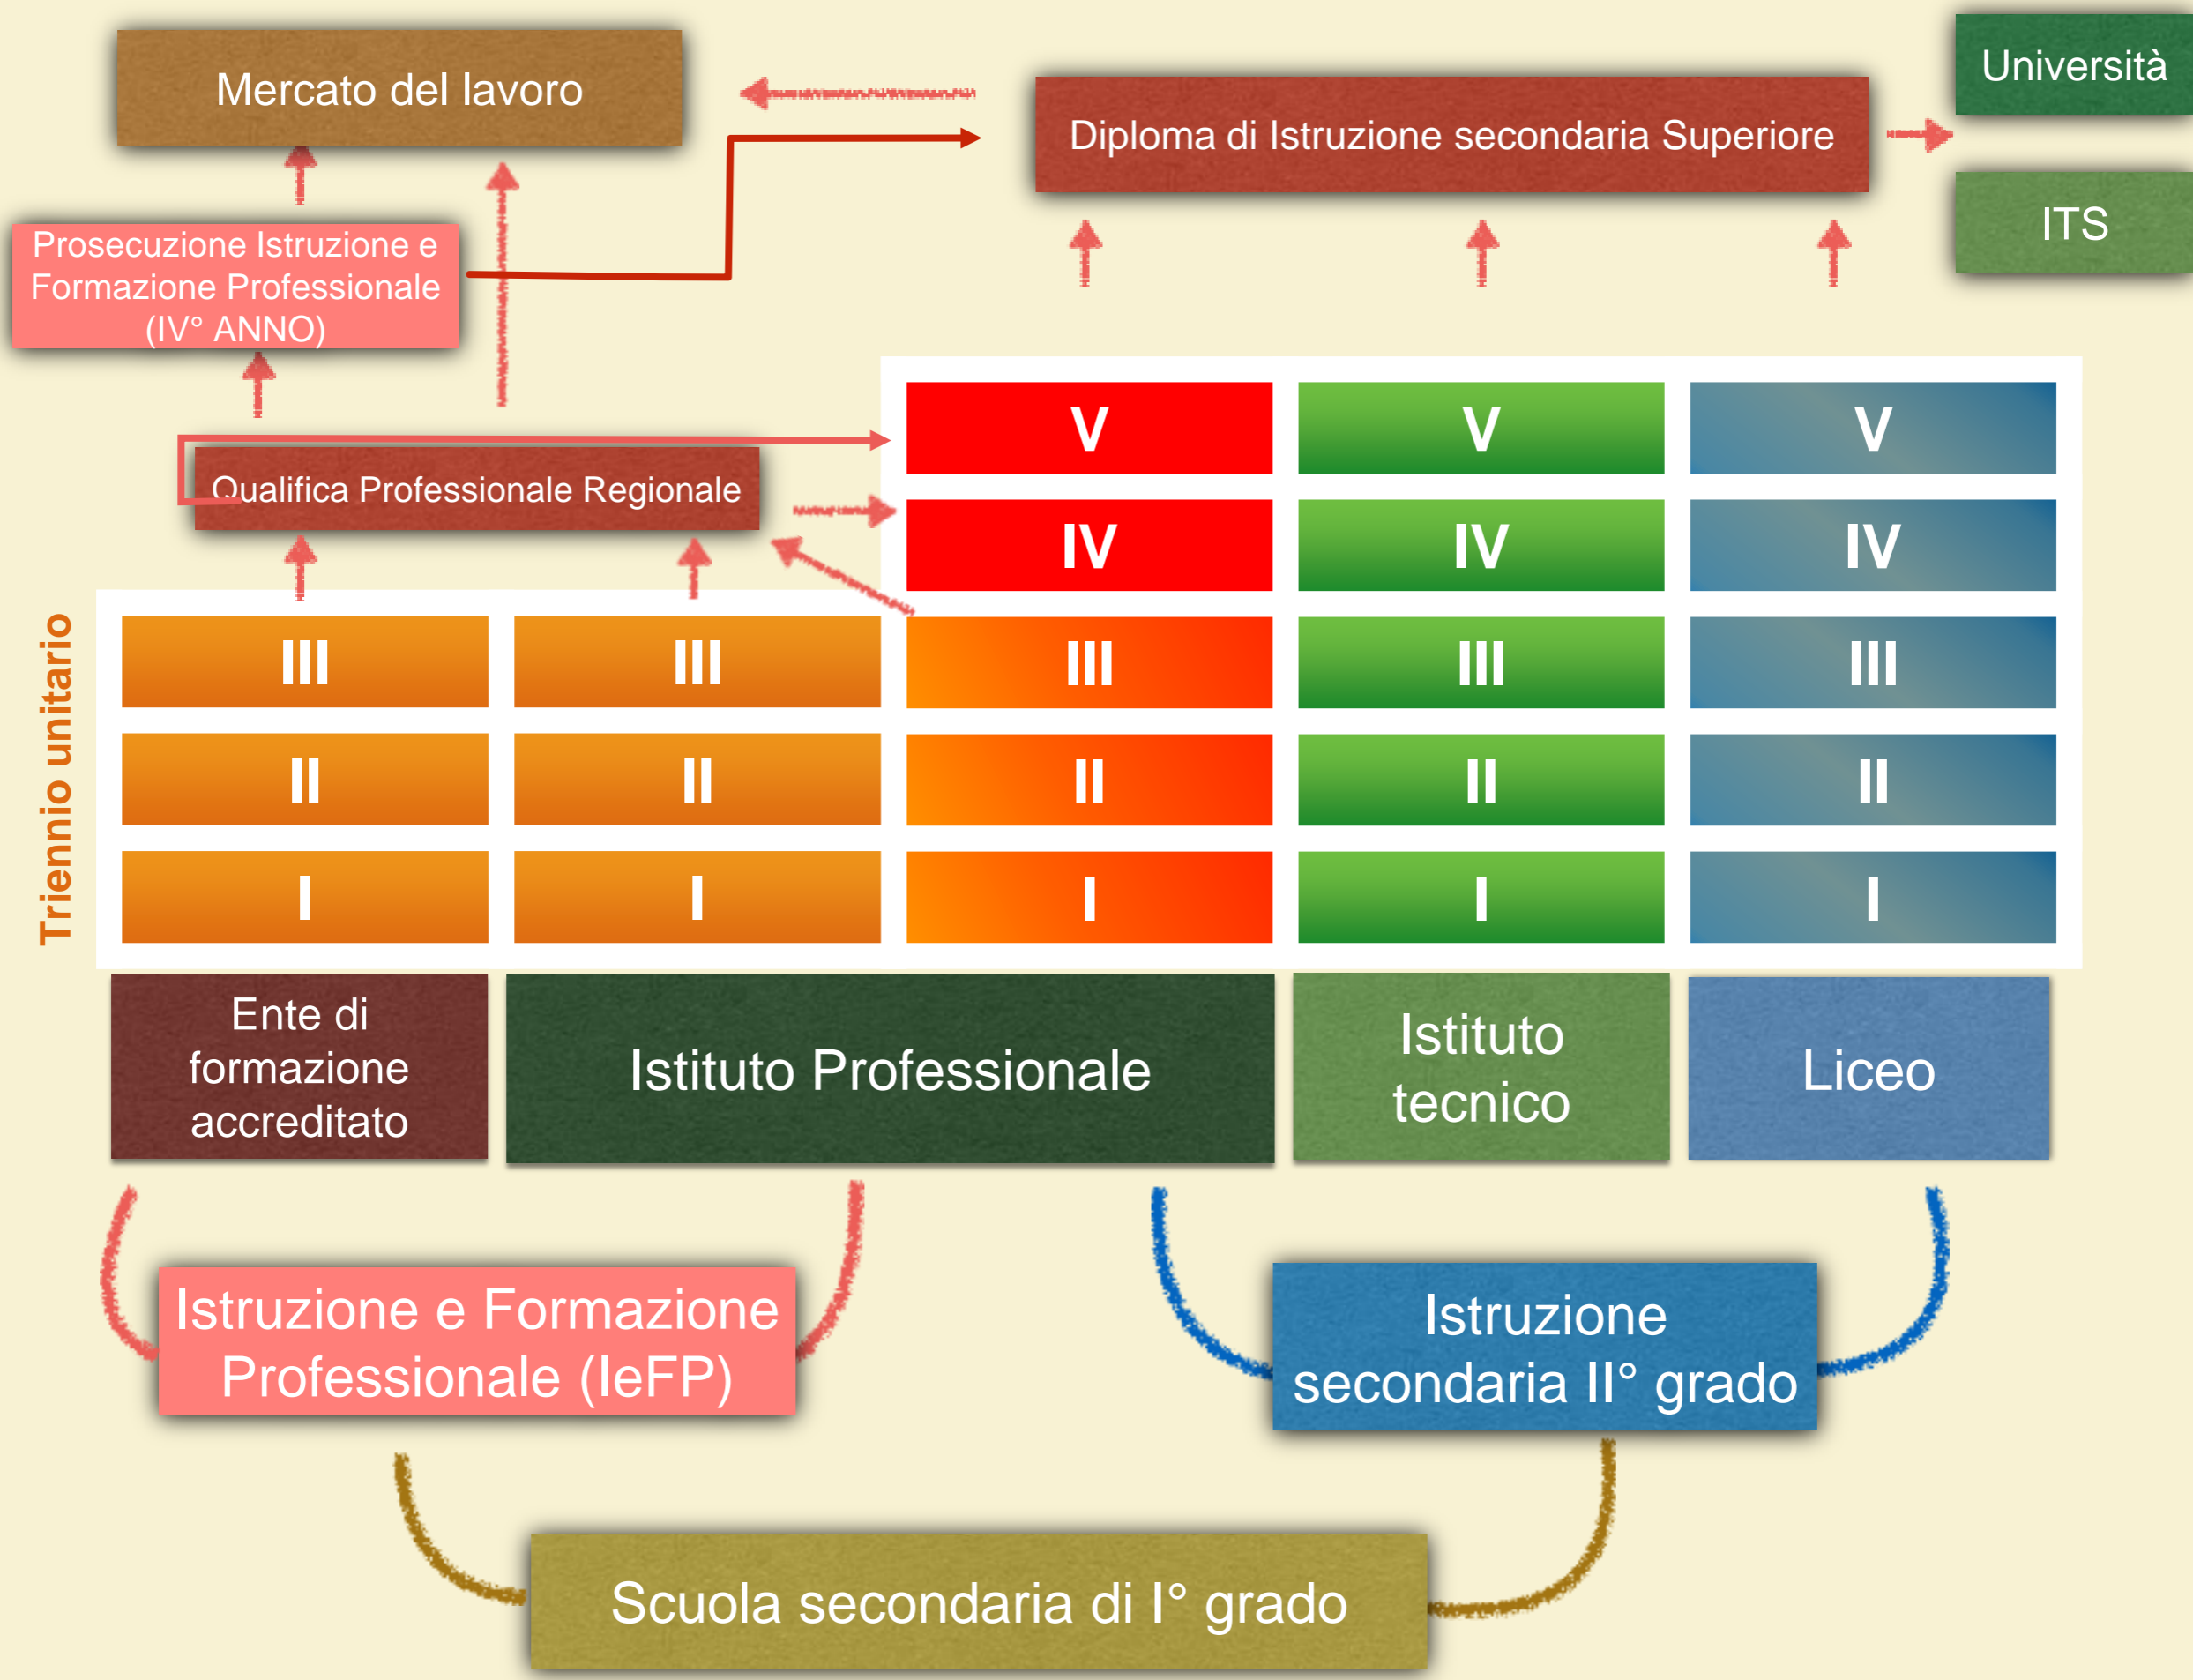 Università
Mercato del lavoro
Diploma di Istruzione secondaria Superiore
ITS
Prosecuzione Istruzione e
Formazione Professionale
(IV° ANNO)
V
V
V
Qualifica Professionale Regionale
IV
IV
IV
Triennio unitario
III
III
III
III
III
II
II
II
II
II
I
I
I
I
I
Ente di
formazione
accreditato
Istituto Professionale
Istituto
tecnico
Liceo
Istruzione e Formazione
Professionale (IeFP)
Istruzione
secondaria II° grado
Scuola secondaria di I° grado